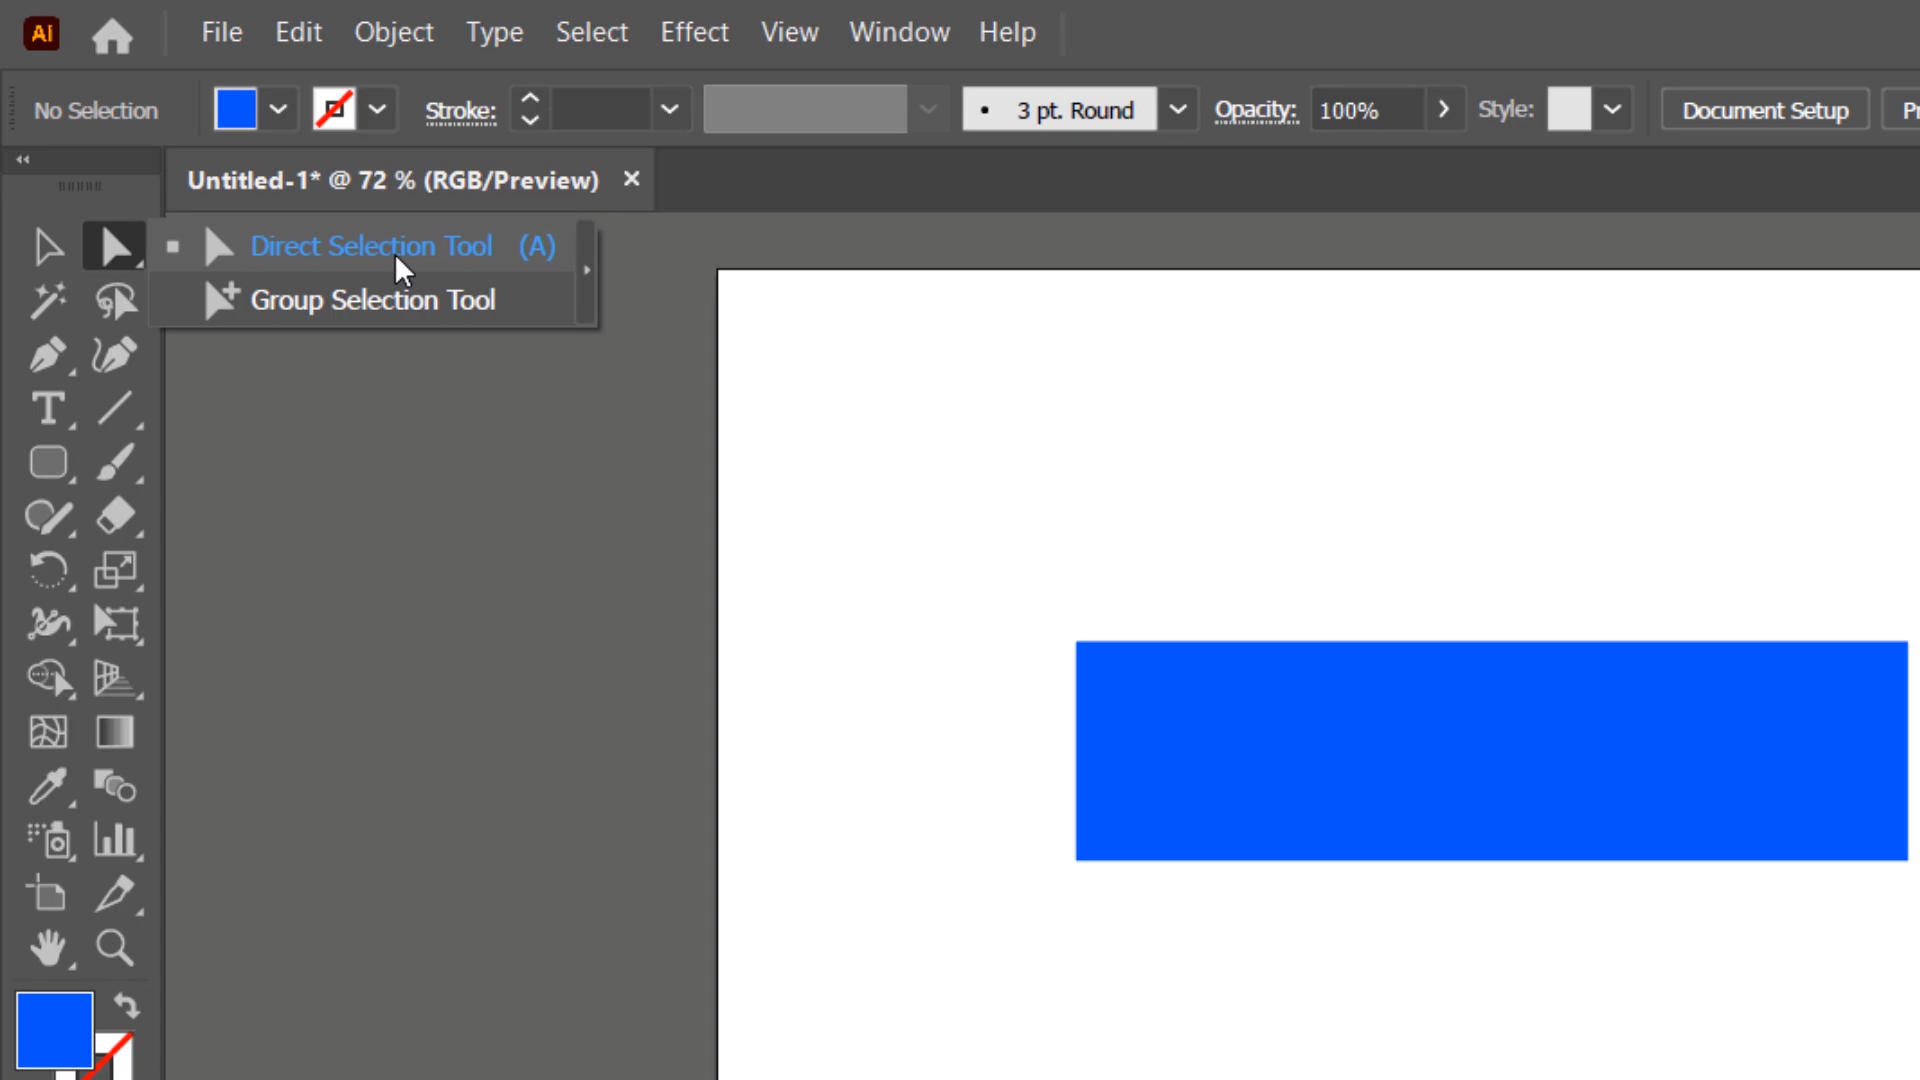 Ai File Edit Object Type Select Effect View Window Help
No Selection Stroke: 3 pt. Round Opacity: 100% Style: Document Setup
Untitled-1* @ 72 % (RGB/Preview)
Direct Selection Tool (A)
Group Selection Tool